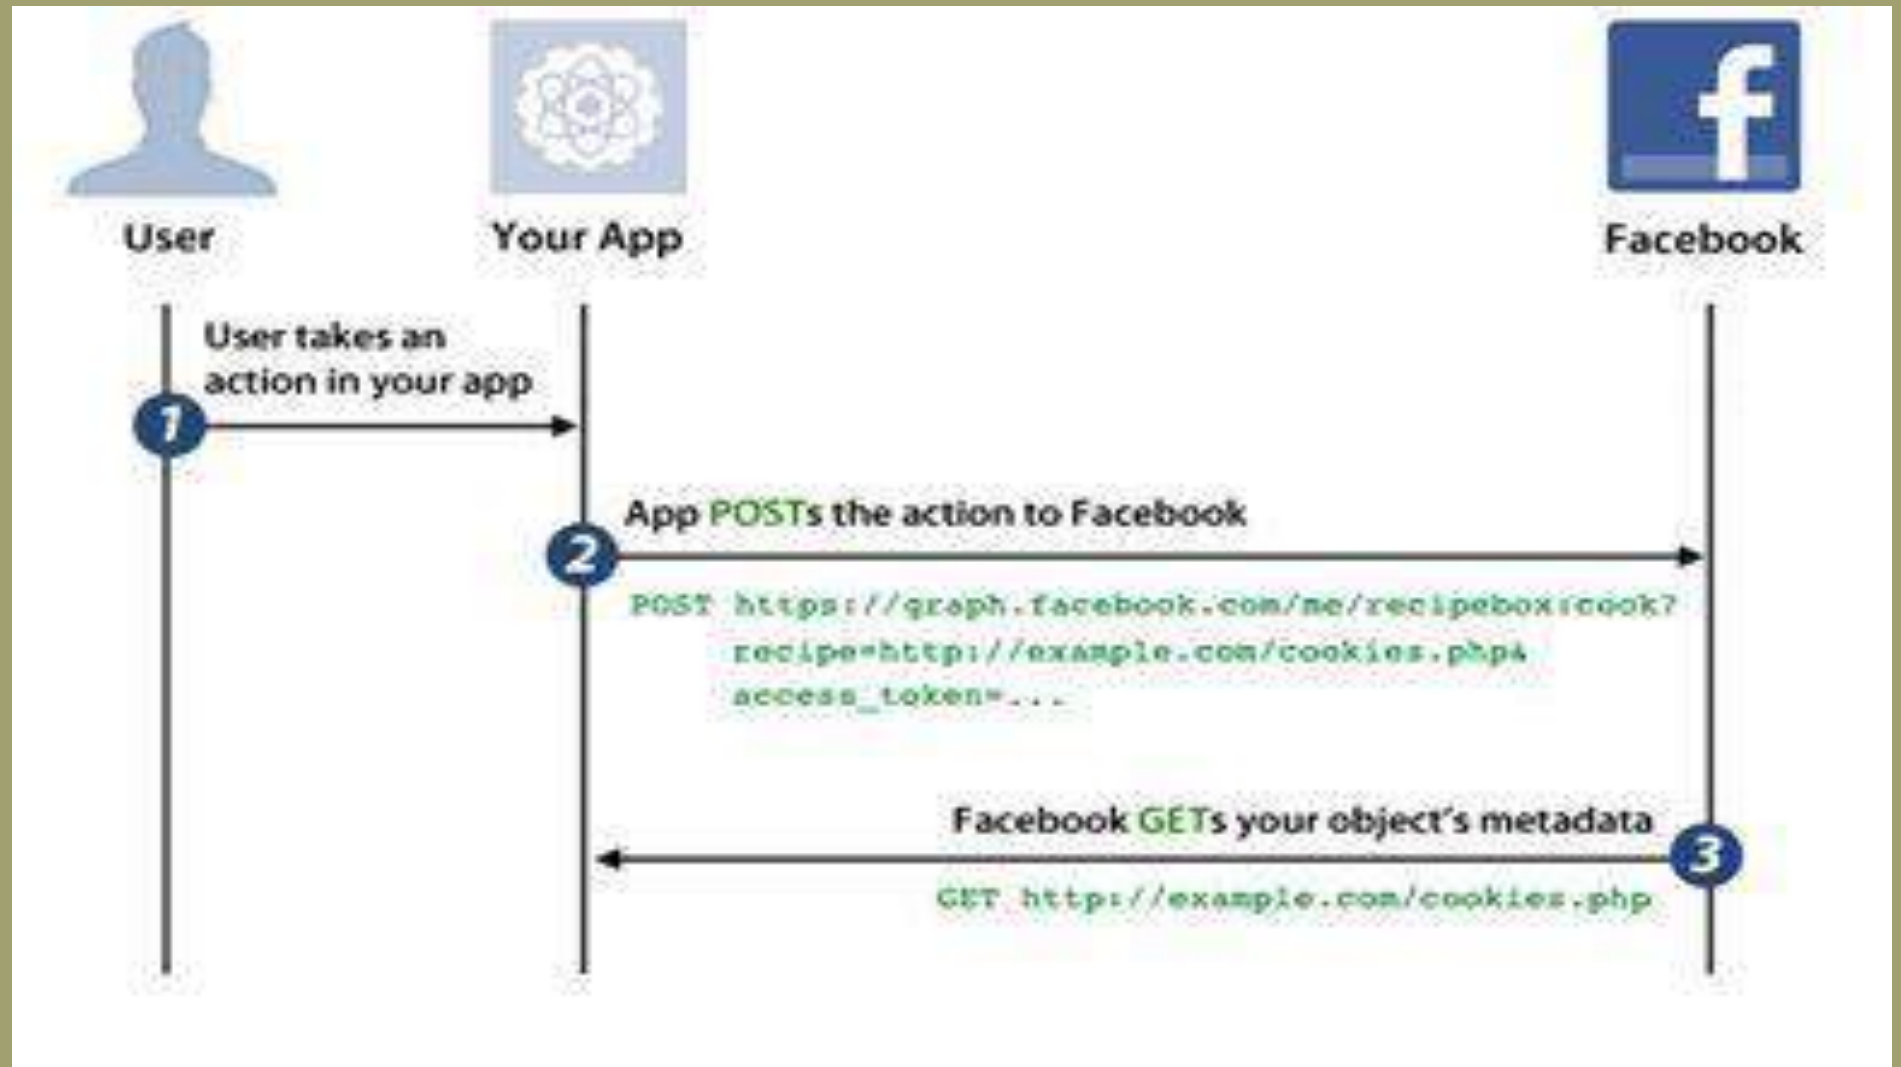 User
Your App
Facebook
User takes an
action in your app
1
App POSTs the action to Facebook
2
POST https://graph.facebook.com/me/recipebox:cook?
recipe=http://example.com/cookies.php&
access_token=...
Facebook GETs your object's metadata
3
GET http://example.com/cookies.php